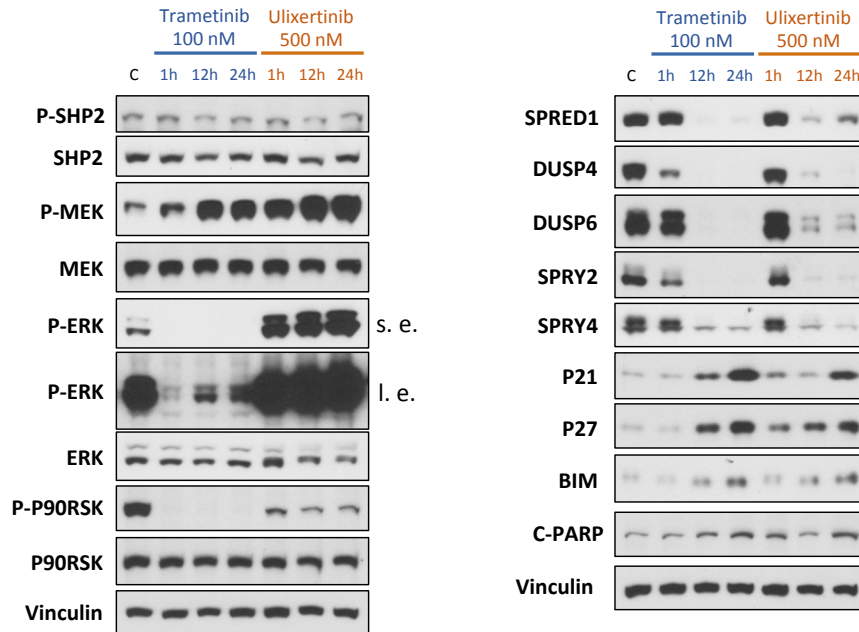 Trametinib
100 nM
Ulixertinib
500 nM
C 1h 12h 24h 1h 12h 24h
P-SHP2
SHP2
P-MEK
MEK
P-ERK s. e.
P-ERK l. e.
ERK
P-P90RSK
P90RSK
Vinculin
Trametinib
100 nM
Ulixertinib
500 nM
C 1h 12h 24h 1h 12h 24h
SPRED1
DUSP4
DUSP6
SPRY2
SPRY4
P21
P27
BIM
C-PARP
Vinculin